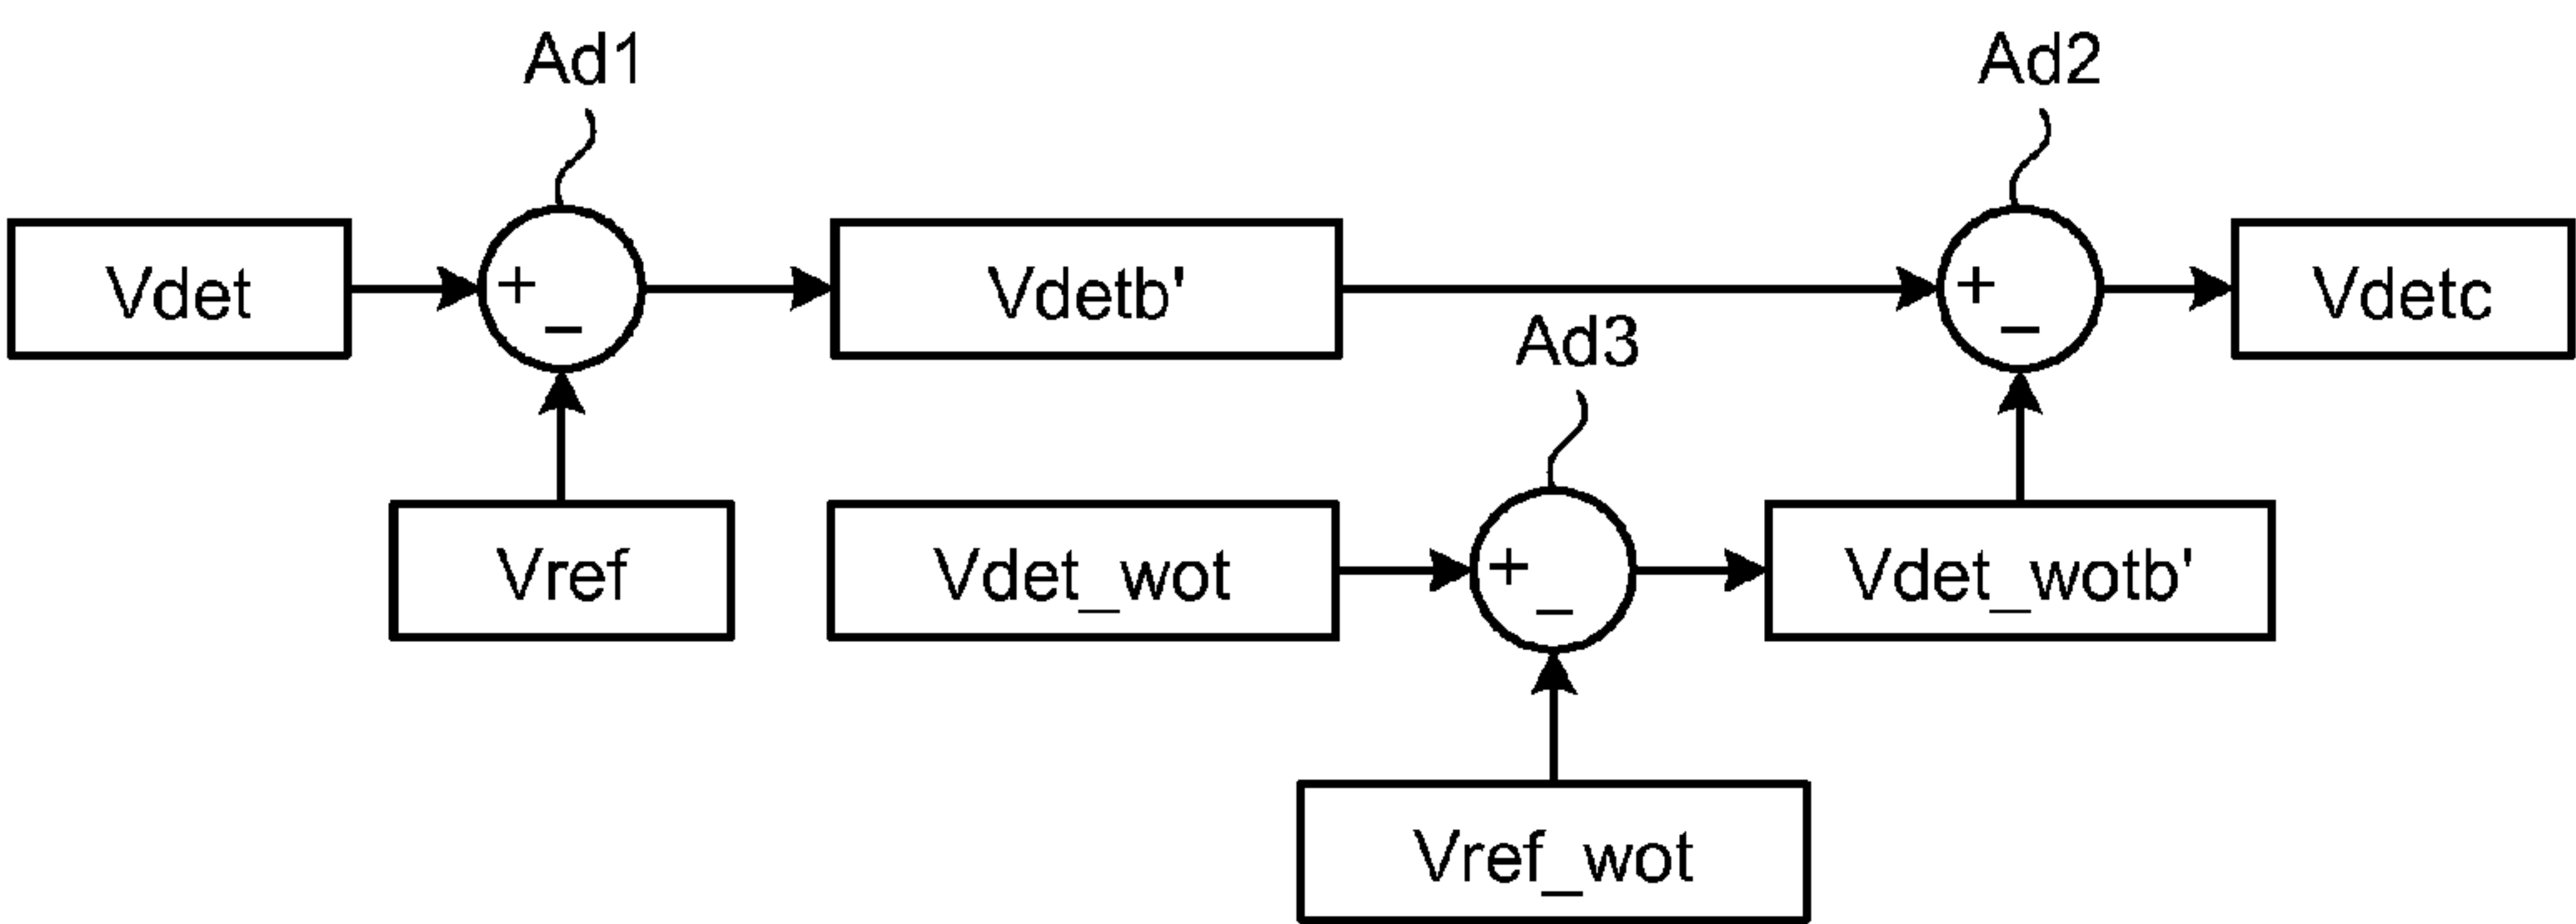 Ad1
Ad2
Vdet
+
−
Vdetb'
+
−
Vdetc
Ad3
Vref
Vdet_wot
+
−
Vdet_wotb'
Vref_wot